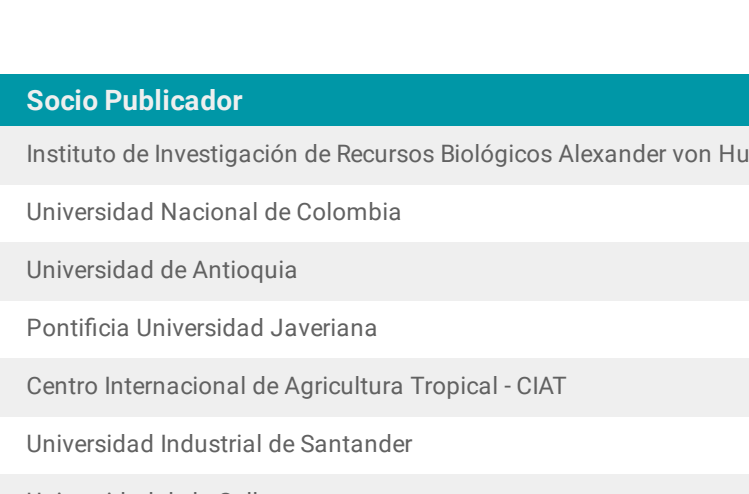 Socio Publicador
Instituto de Investigación de Recursos Biológicos Alexander von Hu
Universidad Nacional de Colombia
Universidad de Antioquia
Pontificia Universidad Javeriana
Centro Internacional de Agricultura Tropical - CIAT
Universidad Industrial de Santander